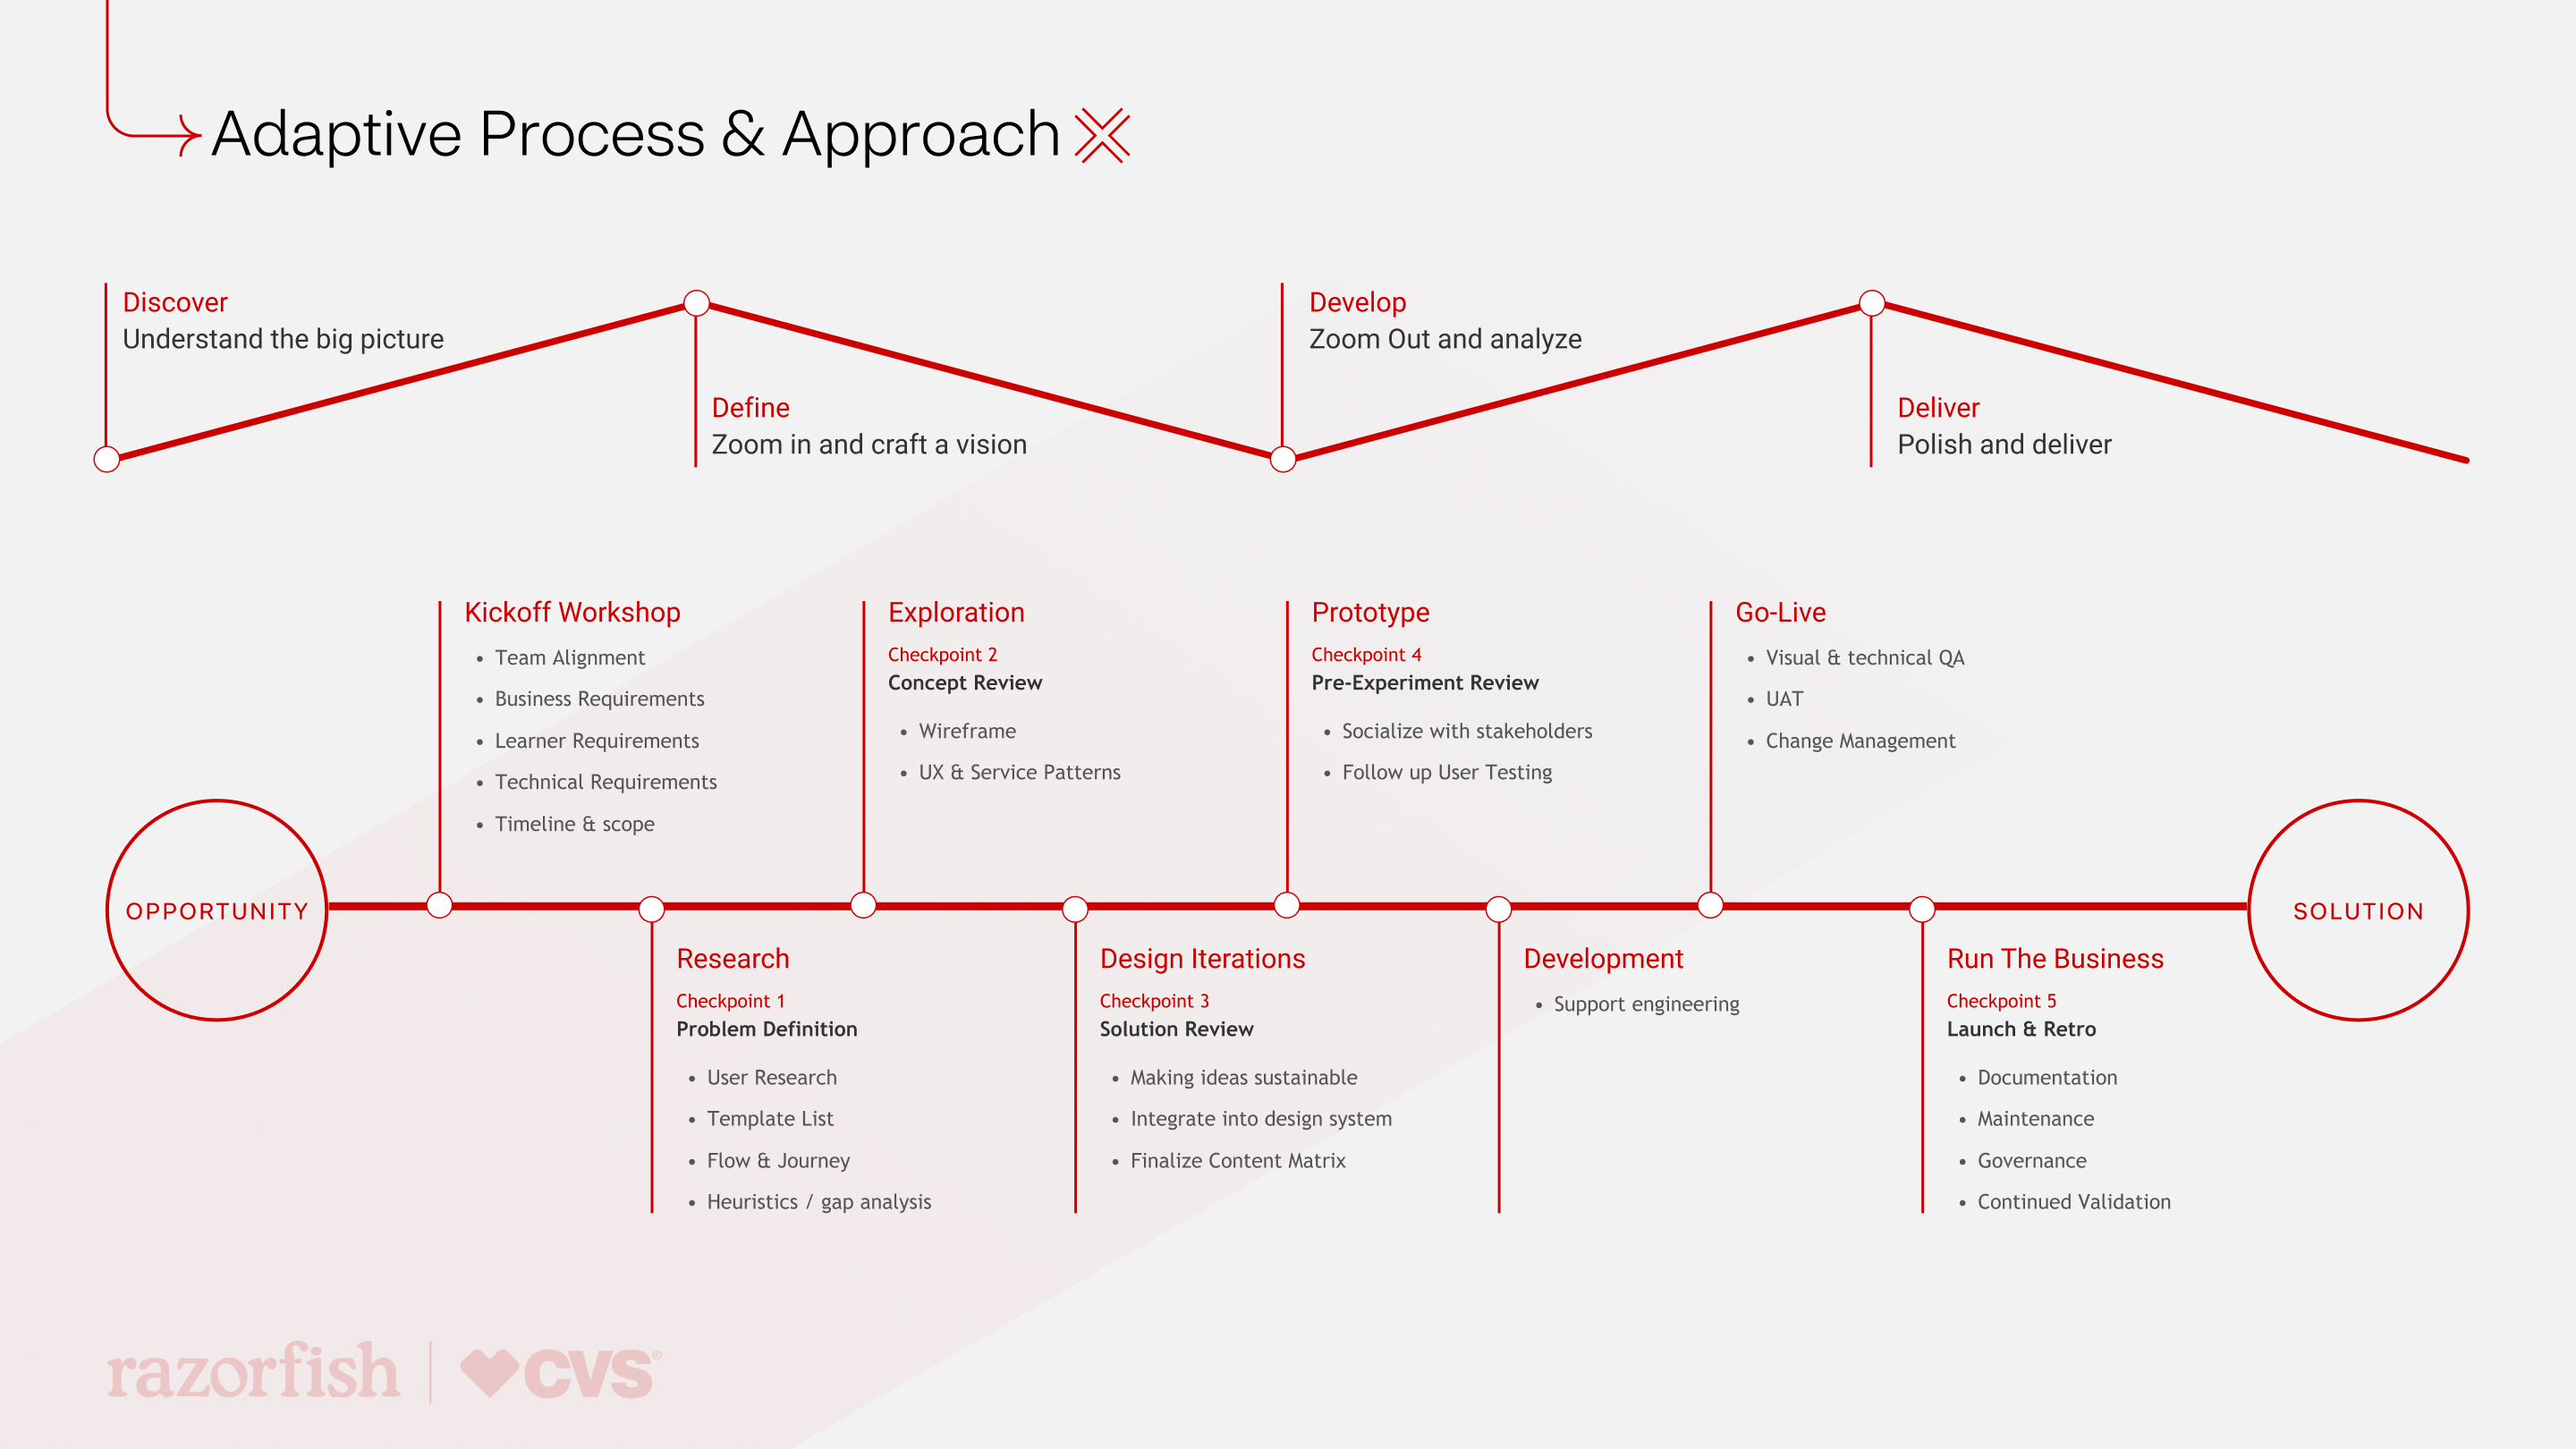 Adaptive Process & Approach
Discover
Understand the big picture
Define
Zoom in and craft a vision
Develop
Zoom Out and analyze
Deliver
Polish and deliver
OPPORTUNITY
Kickoff Workshop
• Team Alignment
• Business Requirements
• Learner Requirements
• Technical Requirements
• Timeline & scope
Research
Checkpoint 1
Problem Definition
• User Research
• Template List
• Flow & Journey
• Heuristics / gap analysis
Exploration
Checkpoint 2
Concept Review
• Wireframe
• UX & Service Patterns
Design Iterations
Checkpoint 3
Solution Review
• Making ideas sustainable
• Integrate into design system
• Finalize Content Matrix
Prototype
Checkpoint 4
Pre-Experiment Review
• Socialize with stakeholders
• Follow up User Testing
Development
• Support engineering
Go-Live
• Visual & technical QA
• UAT
• Change Management
Run The Business
Checkpoint 5
Launch & Retro
• Documentation
• Maintenance
• Governance
• Continued Validation
SOLUTION
razorfish | CVS®